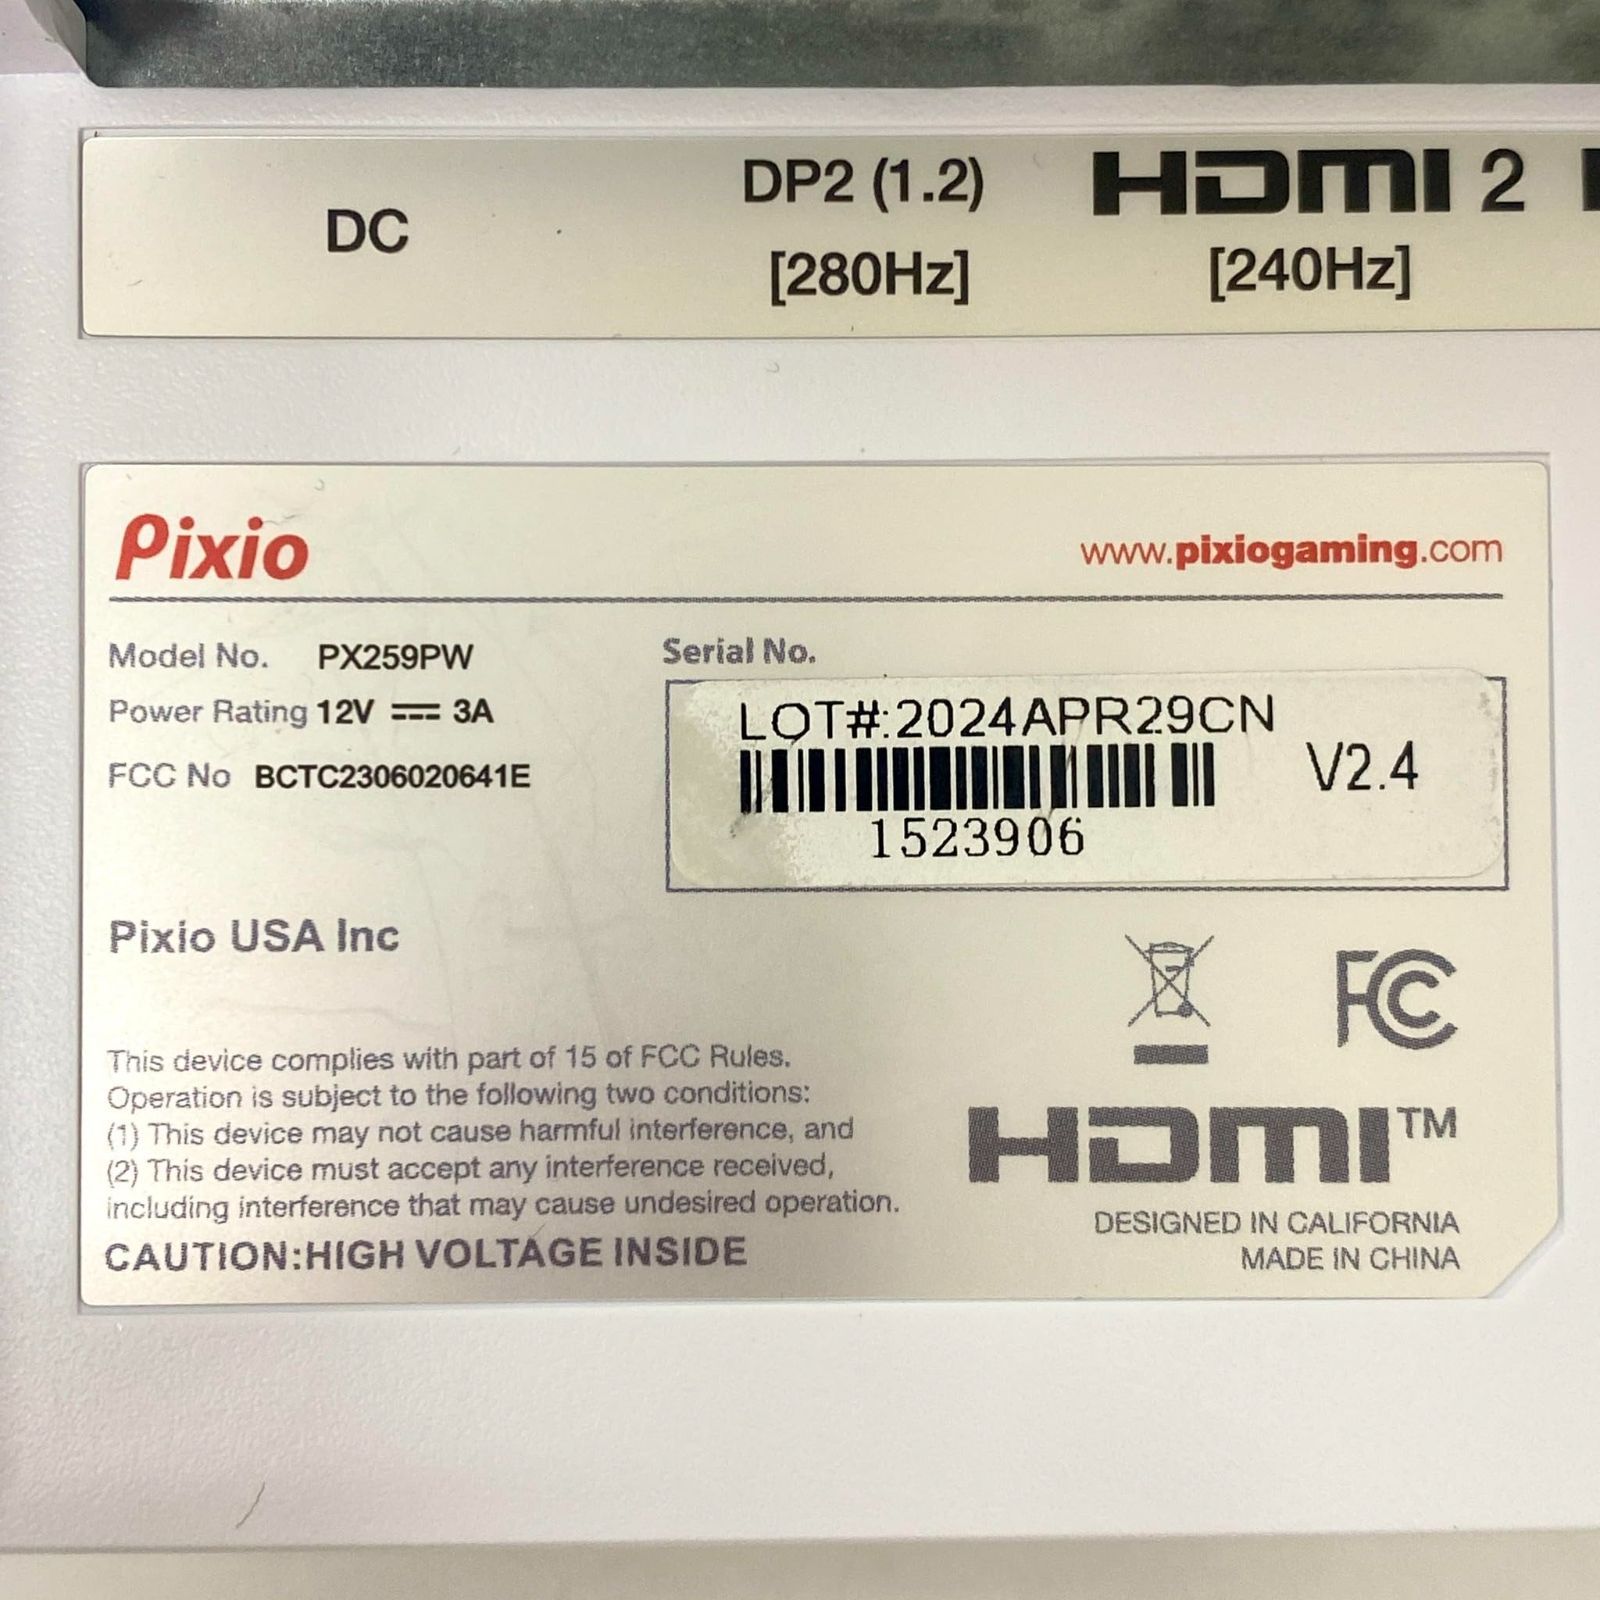 DC
DP2 (1.2)
[280Hz]
HDMI 2
[240Hz]
Pixio
www.pixiogaming.com
Model No. PX259PW
Power Rating 12V ⎓ 3A
FCC No BCTC2306020641E
Serial No.
LOT#:2024APR29CN
V2.4
1523906
Pixio USA Inc
This device complies with part of 15 of FCC Rules.
Operation is subject to the following two conditions:
(1) This device may not cause harmful interference, and
(2) This device must accept any interference received,
including interference that may cause undesired operation.
CAUTION:HIGH VOLTAGE INSIDE
FC
HDMI™
DESIGNED IN CALIFORNIA
MADE IN CHINA